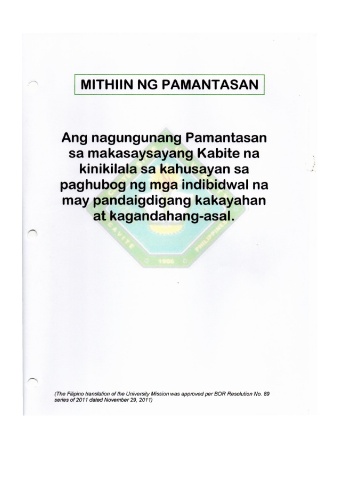 MITHIIN NG PAMANTASAN
Ang nagungunang Pamantasan
sa makasaysayang Kabite na
kinikilala sa kahusayan sa
paghubog ng mga indibidwal na
may pandaigdigang kakayahan
at kagandahang-asal.
(The Filipino translation of the University Mission was approved per BOR Resolution No. 69
series of 2011 dated November 29, 2011)